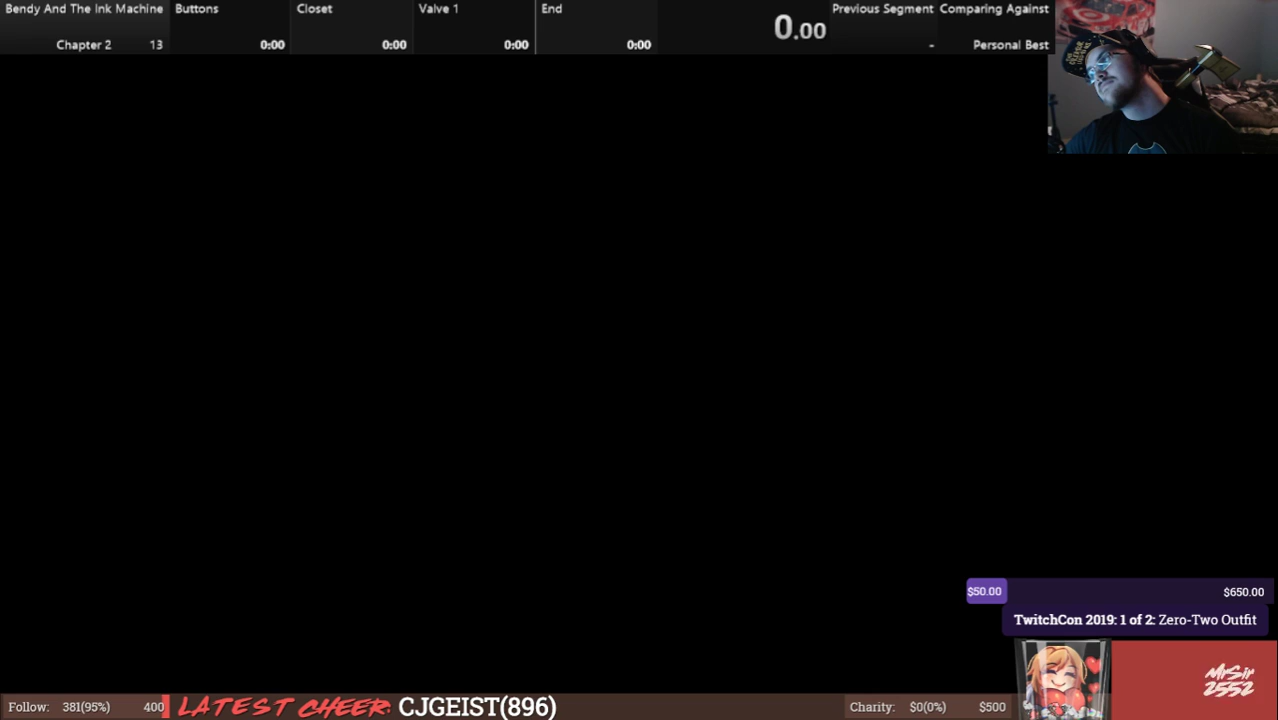 Bendy And The Ink Machine
Chapter 2 13
Buttons
0:00
Closet
0:00
Valve 1
0:00
End
0:00
0.00
Previous Segment
-
Comparing Against
Personal Best
$50.00 $650.00
TwitchCon 2019: 1 of 2: Zero-Two Outfit
MrSir
2552
Follow: 381(95%) 400
LATEST CHEER: CJGEIST(896)
Charity: $0(0%) $500